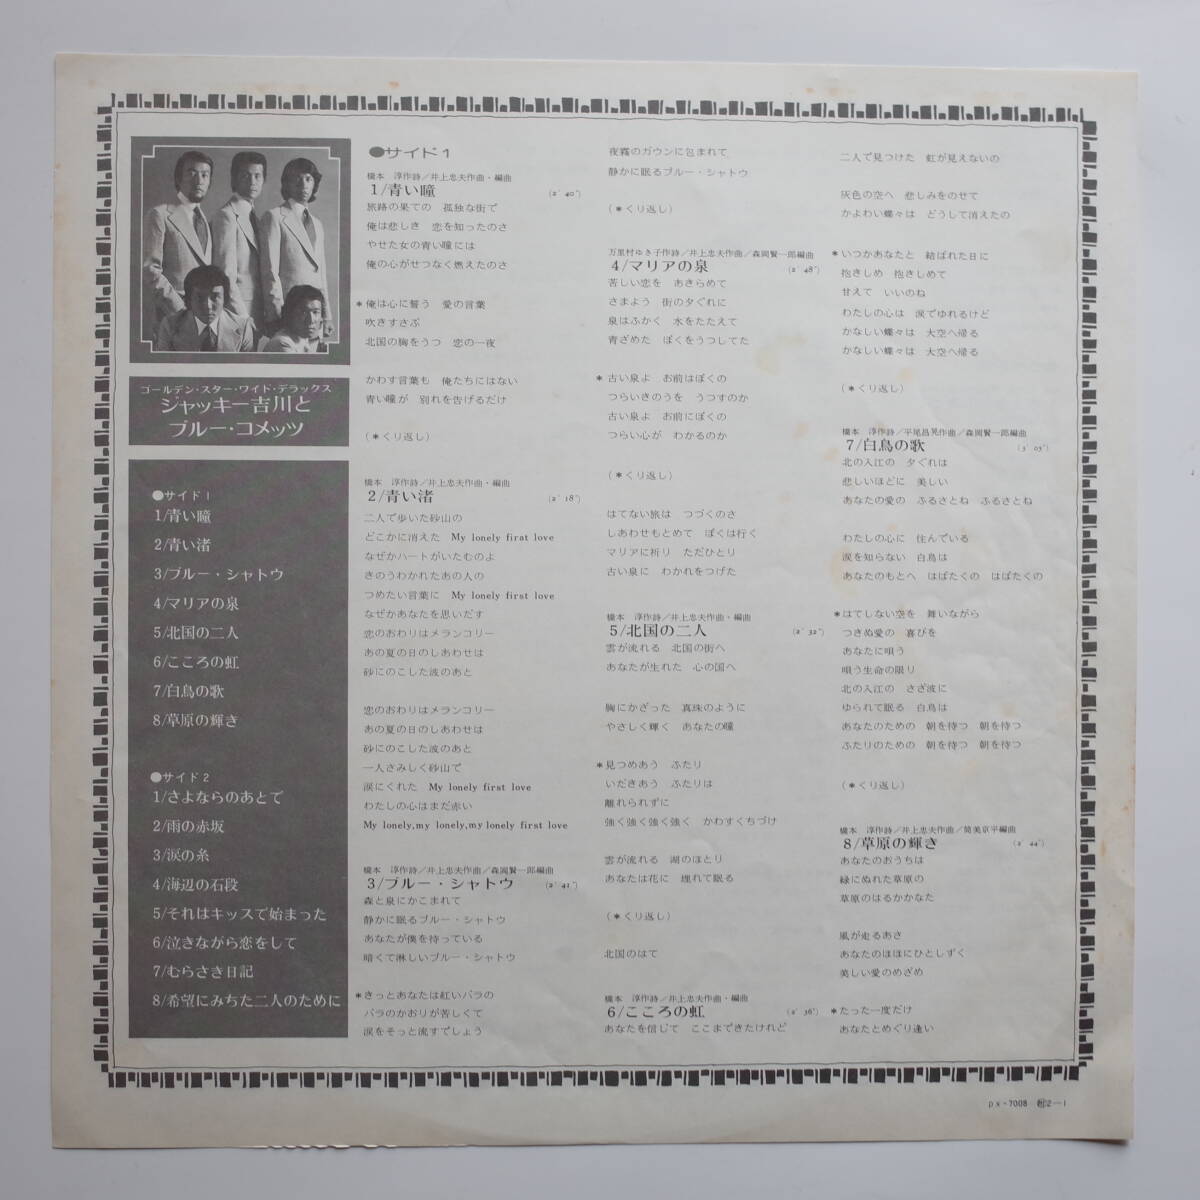 ゴールデン・スター・ワイド・デラックス
ジャッキー吉川と
ブルー・コメッツ
●サイド1
1/青い瞳
2/青い渚
3/ブルー・シャトウ
4/マリアの泉
5/北国の二人
6/こころの虹
7/白鳥の歌
8/草原の輝き
●サイド2
1/さよならのあとで
2/雨の赤坂
3/涙の糸
4/海辺の石段
5/それはキッスで始まった
6/泣きながら恋をして
7/むらさき日記
8/希望にみちた二人のために
●サイド1
橋本 淳作詩/井上忠夫作曲・編曲
1/青い瞳 (2′40″)
旅路の果ての 孤独な街で
俺は悲しき 恋を知ったのさ
やせた女の青い瞳には
俺の心がせつなく燃えたのさ
*俺は心に誓う 愛の言葉
吹きすさぶ
北国の胸をうつ 恋の一夜
かわす言葉も 俺たちにはない
青い瞳が 別れを告げるだけ
(*くり返し)
橋本 淳作詩/井上忠夫作曲・編曲
2/青い渚 (2′18″)
二人で歩いた砂山の
どこかに消えた My lonely first love
なぜかハートがいたむのよ
きのうわかれたあの人の
つめたい言葉に My lonely first love
なぜかあなたを思いだす
恋のおわりはメランコリー
あの夏の日のしあわせは
砂にのこした波のあと
恋のおわりはメランコリー
あの夏の日のしあわせは
砂にのこした波のあと
一人さみしく砂山で
涙にくれた My lonely first love
わたしの心はまだ赤い
My lonely,my lonely,my lonely first love
橋本 淳作詩/井上忠夫作曲/森岡賢一郎編曲
3/ブルー・シャトウ (2′41″)
森と泉にかこまれて
静かに眠るブルー・シャトウ
あなたが僕を待っている
暗くて淋しいブルー・シャトウ
*きっとあなたは紅いバラの
バラのかおりが苦しくて
涙をそっと流すでしょう
夜霧のガウンに包まれて
静かに眠るブルー・シャトウ
(*くり返し)
万里村ゆき子作詩/井上忠夫作曲/森岡賢一郎編曲
4/マリアの泉 (2′48″)
苦しい恋を あきらめて
さまよう 街の夕ぐれに
泉はふかく 水をたたえて
青ざめた ぼくをうつしてた
*古い泉よ お前はぼくの
つらいきのうを うつすのか
古い泉よ お前にぼくの
つらい心が わかるのか
(*くり返し)
はてない旅は つづくのさ
しあわせもとめて ぼくは行く
マリアに祈り ただひとり
古い泉に わかれをつげた
橋本 淳作詩/井上忠夫作曲・編曲
5/北国の二人 (2′32″)
雲が流れる 北国の街へ
あなたが生れた 心の国へ
胸にかざった 真珠のように
やさしく輝く あなたの瞳
*見つめあう ふたり
いだきあう ふたりは
離れられずに
強く強く強く強く かわすくちづけ
雲が流れる 湖のほとり
あなたは花に 埋れて眠る
(*くり返し)
北国のはて
橋本 淳作詩/井上忠夫作曲・編曲
6/こころの虹 (2′36″)
あなたを信じて ここまできたけれど
二人で見つけた 虹が見えないの
灰色の空へ 悲しみをのせて
かよわい蝶々は どうして消えたの
*いつかあなたと 結ばれた日に
抱きしめ 抱きしめて
甘えて いいのね
わたしの心は 涙でゆれるけど
かなしい蝶々は 大空へ帰る
かなしい蝶々は 大空へ帰る
(*くり返し)
橋本 淳作詩/平尾昌晃作曲/森岡賢一郎編曲
7/白鳥の歌 (3′03″)
北の入江の 夕ぐれは
悲しいほどに 美しい
あなたの愛の ふるさとね ふるさとね
わたしの心に 住んでいる
涙を知らない 白鳥は
あなたのもとへ はばたくの はばたくの
*はてしない空を 舞いながら
つきぬ愛の 喜びを
あなたに唄う
唄う生命の限り
北の入江の さざ波に
ゆられて眠る 白鳥は
あなたのための 朝を待つ 朝を待つ
ふたりのための 朝を待つ 朝を待つ
(*くり返し)
橋本 淳作詩/井上忠夫作曲/筒美京平編曲
8/草原の輝き (2′44″)
あなたのおうちは
緑にぬれた草原の
草原のはるかかなた
風が走るあさ
あなたのほほにひとしずく
美しい愛のめざめ
*たった一度だけ
あなたとめぐり逢い
px-7008 組2-1